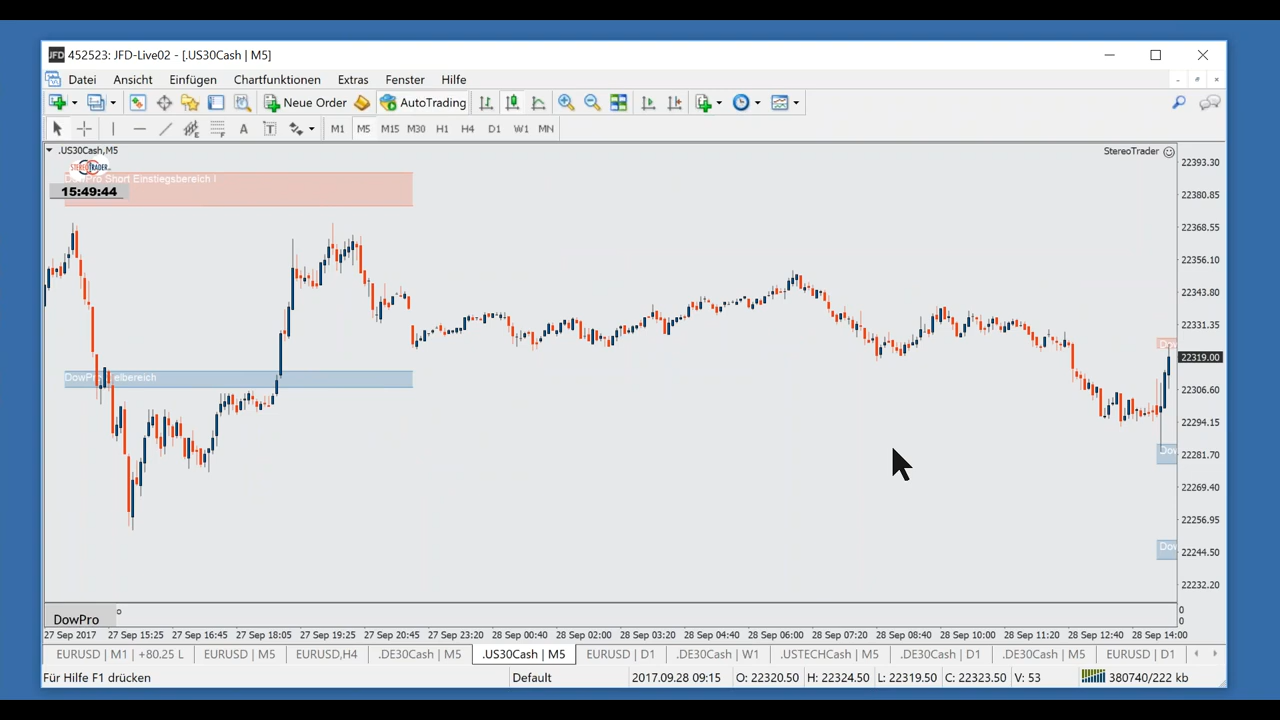 452523: JFD-Live02 - [.US30Cash | M5]
Datei Ansicht Einfügen Chartfunktionen Extras Fenster Hilfe
Neue Order AutoTrading
M1 M5 M15 M30 H1 H4 D1 W1 MN
.US30Cash,M5
StereoTrader
STEREOTRADER
DowPro Short Einstiegsbereich I
15:49:44
22393.30
22380.85
22368.55
22356.10
22343.80
22331.35
22319.00
22306.60
22294.15
22281.70
22269.40
22256.95
22244.50
22232.20
Dow
Dow
DowPro
0
0
27 Sep 2017 27 Sep 15:25 27 Sep 16:45 27 Sep 18:05 27 Sep 19:25 27 Sep 20:45 27 Sep 23:20 28 Sep 00:40 28 Sep 02:00 28 Sep 03:20 28 Sep 04:40 28 Sep 06:00 28 Sep 07:20 28 Sep 08:40 28 Sep 10:00 28 Sep 11:20 28 Sep 12:40 28 Sep 14:00
EURUSD | M1 | +80.25 L EURUSD | M5 EURUSD,H4 .DE30Cash | M5 .US30Cash | M5 EURUSD | D1 .DE30Cash | W1 .USTECHCash | M5 .DE30Cash | D1 .DE30Cash | M5 EURUSD | D1
Für Hilfe F1 drücken Default 2017.09.28 09:15 O: 22320.50 H: 22324.50 L: 22319.50 C: 22323.50 V: 53 380740/222 kb